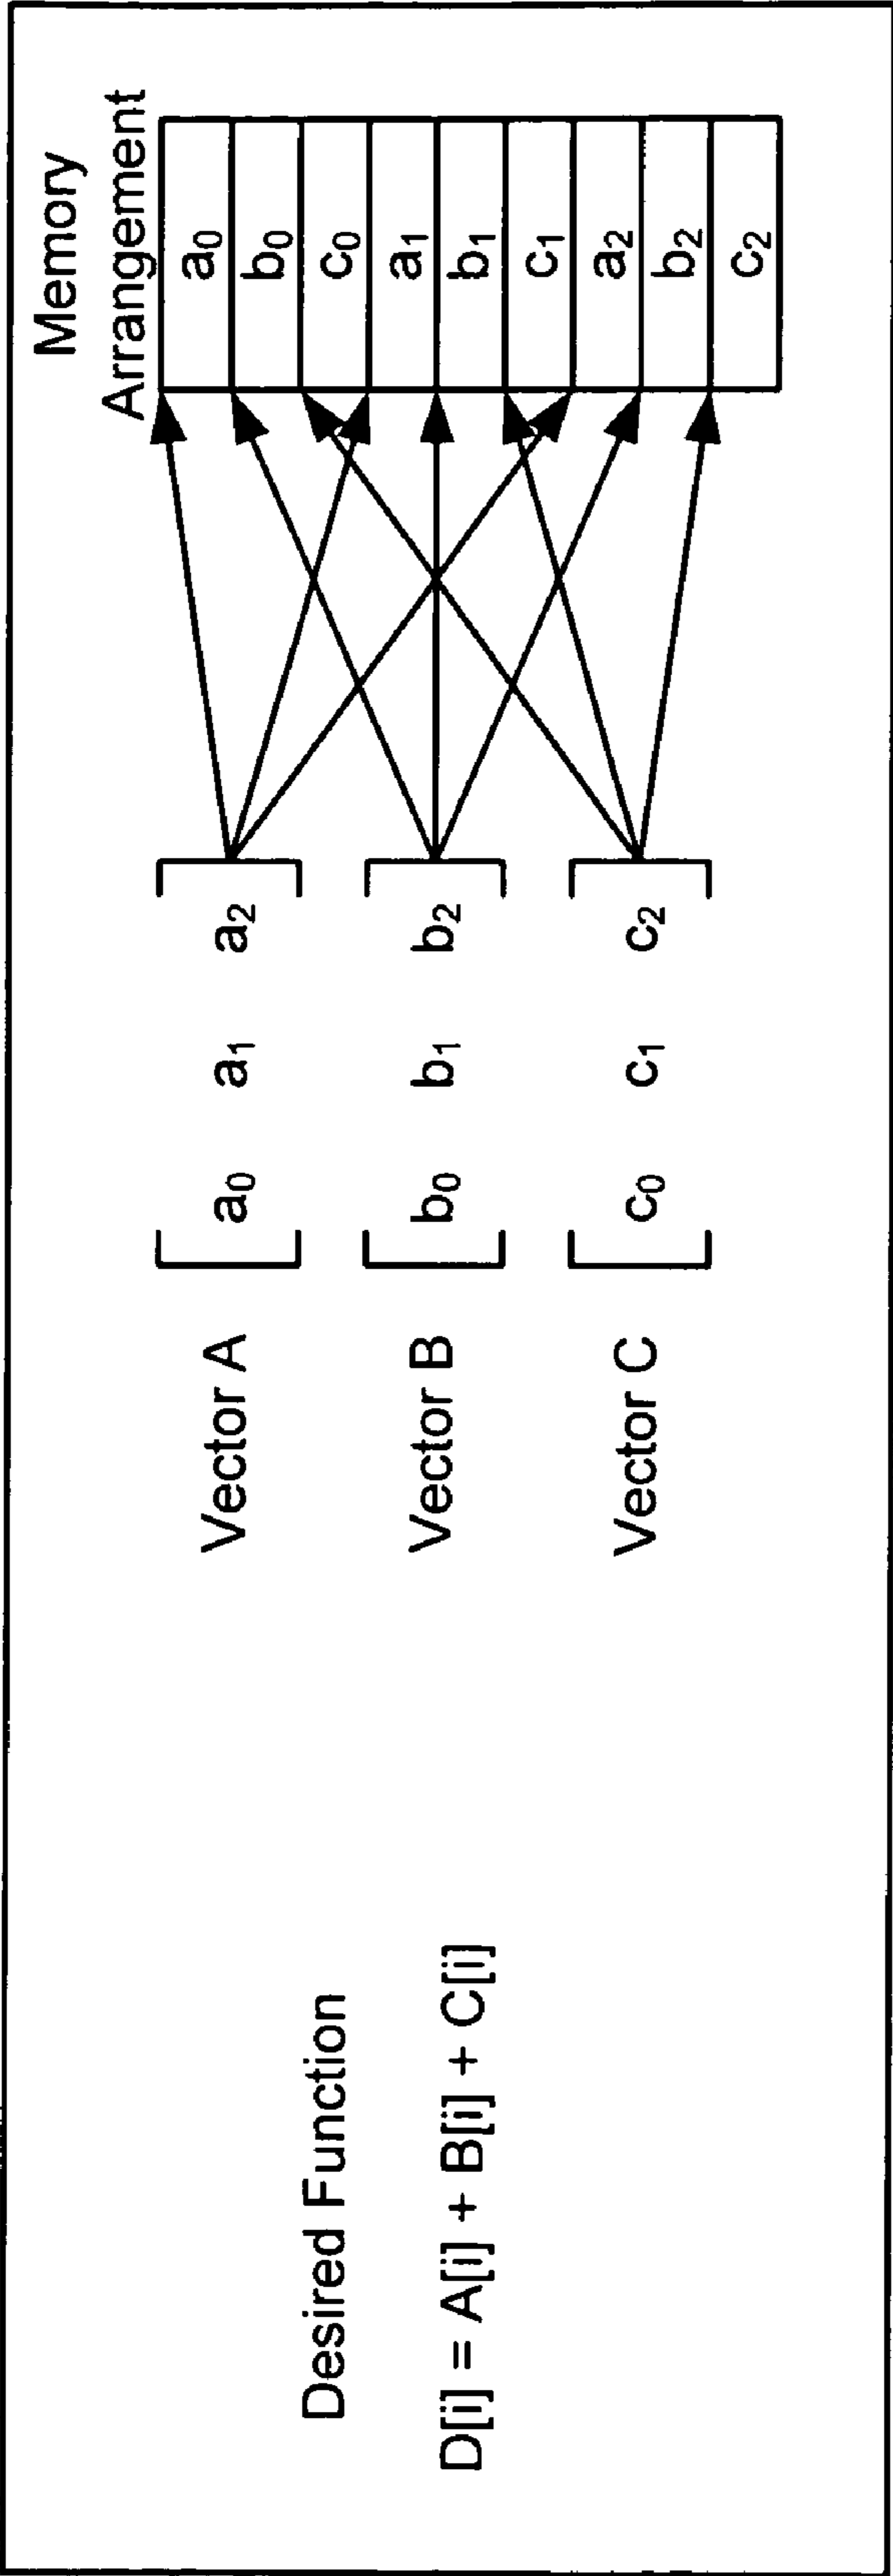 Desired Function
D[i] = A[i] + B[i] + C[i]
Vector A
a₀ a₁ a₂
Vector B
b₀ b₁ b₂
Vector C
c₀ c₁ c₂
Memory
Arrangement
a₀
b₀
c₀
a₁
b₁
c₁
a₂
b₂
c₂